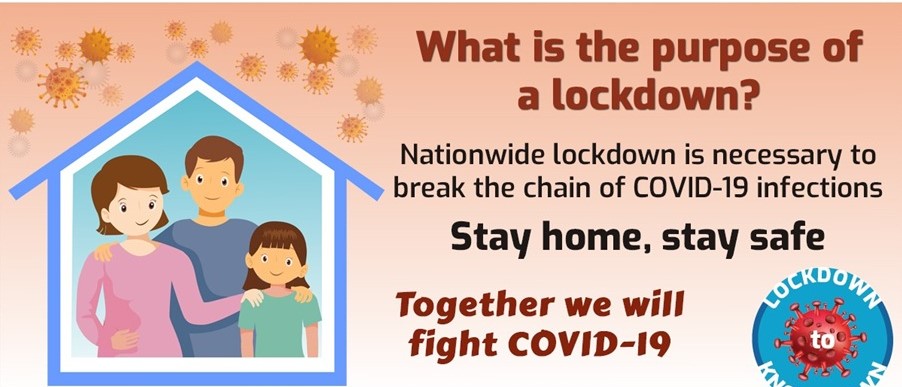 What is the purpose of
a lockdown?
Nationwide lockdown is necessary to
break the chain of COVID-19 infections
Stay home, stay safe
Together we will
fight COVID-19
LOCKDOWN
to